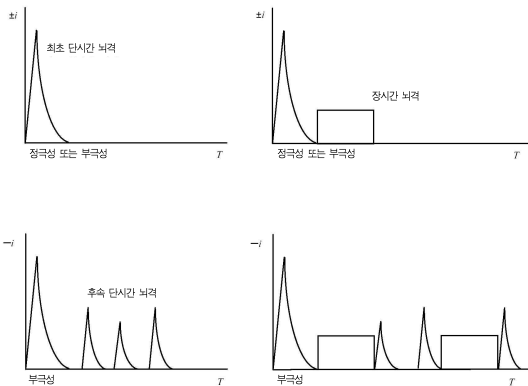 ±i
최초 단시간 뇌격
정극성 또는 부극성
T
±i
장시간 뇌격
정극성 또는 부극성
T
−i
후속 단시간 뇌격
부극성
T
−i
부극성
T